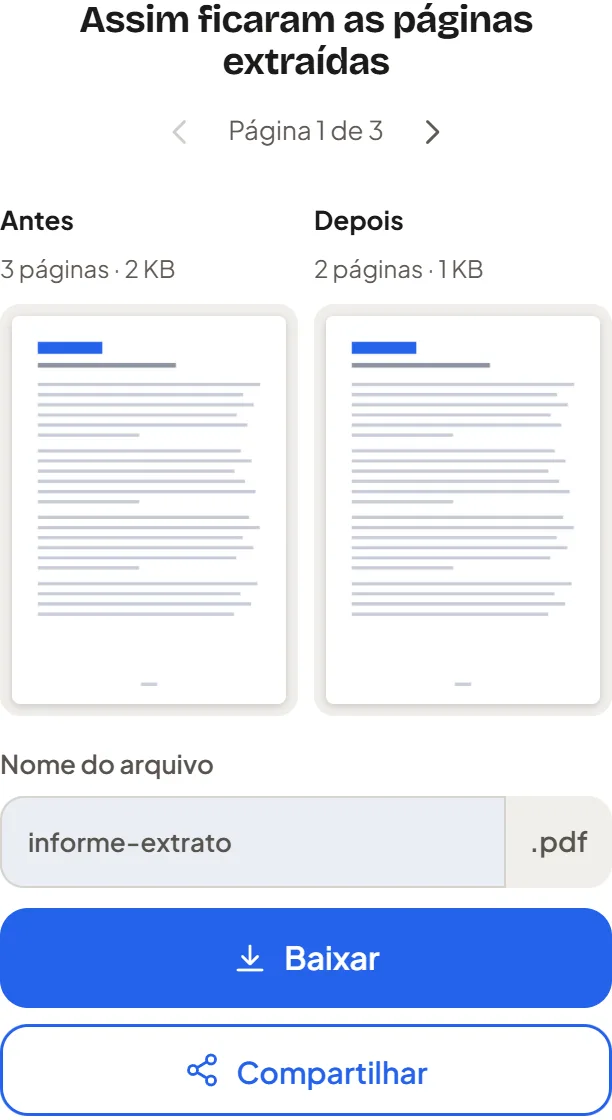 Assim ficaram as páginas
extraídas
Página 1 de 3
Antes
3 páginas · 2 KB
Depois
2 páginas · 1 KB
Nome do arquivo
informe-extrato
.pdf
Baixar
Compartilhar